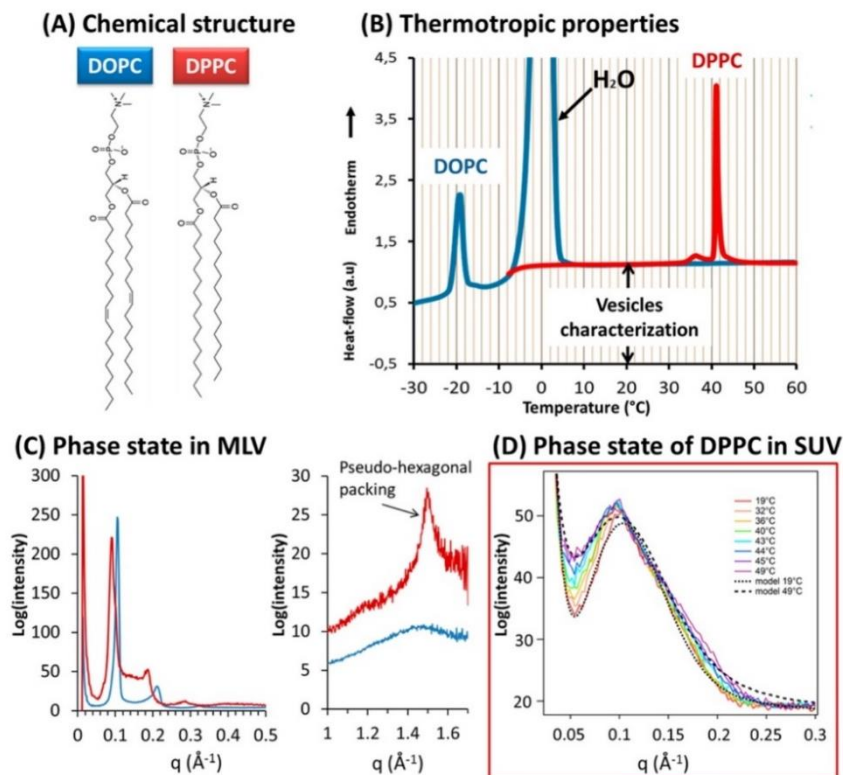 (A) Chemical structure
DOPC
DPPC
(B) Thermotropic properties
4,5
3,5
2,5
1,5
0,5
-0,5
Heat-flow (a.u) Endotherm
DOPC
H₂O
DPPC
Vesicles
characterization
-30 -20 -10 0 10 20 30 40 50 60
Temperature (°C)
(C) Phase state in MLV
300
250
200
150
100
50
0
Log(intensity)
0 0.1 0.2 0.3 0.4 0.5
q (Å⁻¹)
30
25
20
15
10
5
0
Log(intensity)
Pseudo-hexagonal
packing
1 1.2 1.4 1.6
q (Å⁻¹)
(D) Phase state of DPPC in SUV
50
40
30
20
Log(intensity)
19°C
32°C
36°C
40°C
43°C
44°C
45°C
49°C
model 19°C
model 49°C
0.05 0.1 0.15 0.2 0.25 0.3
q (Å⁻¹)